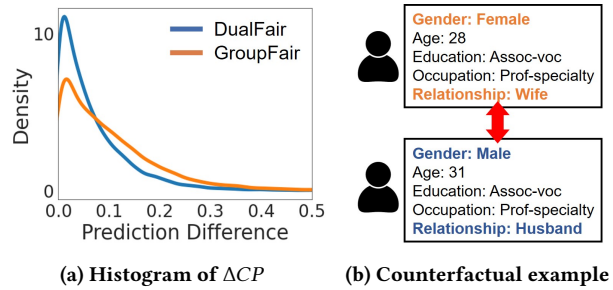 10
0
Density
DualFair
GroupFair
0.0 0.1 0.2 0.3 0.4 0.5
Prediction Difference
(a) Histogram of ΔCP
Gender: Female
Age: 28
Education: Assoc-voc
Occupation: Prof-specialty
Relationship: Wife
Gender: Male
Age: 31
Education: Assoc-voc
Occupation: Prof-specialty
Relationship: Husband
(b) Counterfactual example